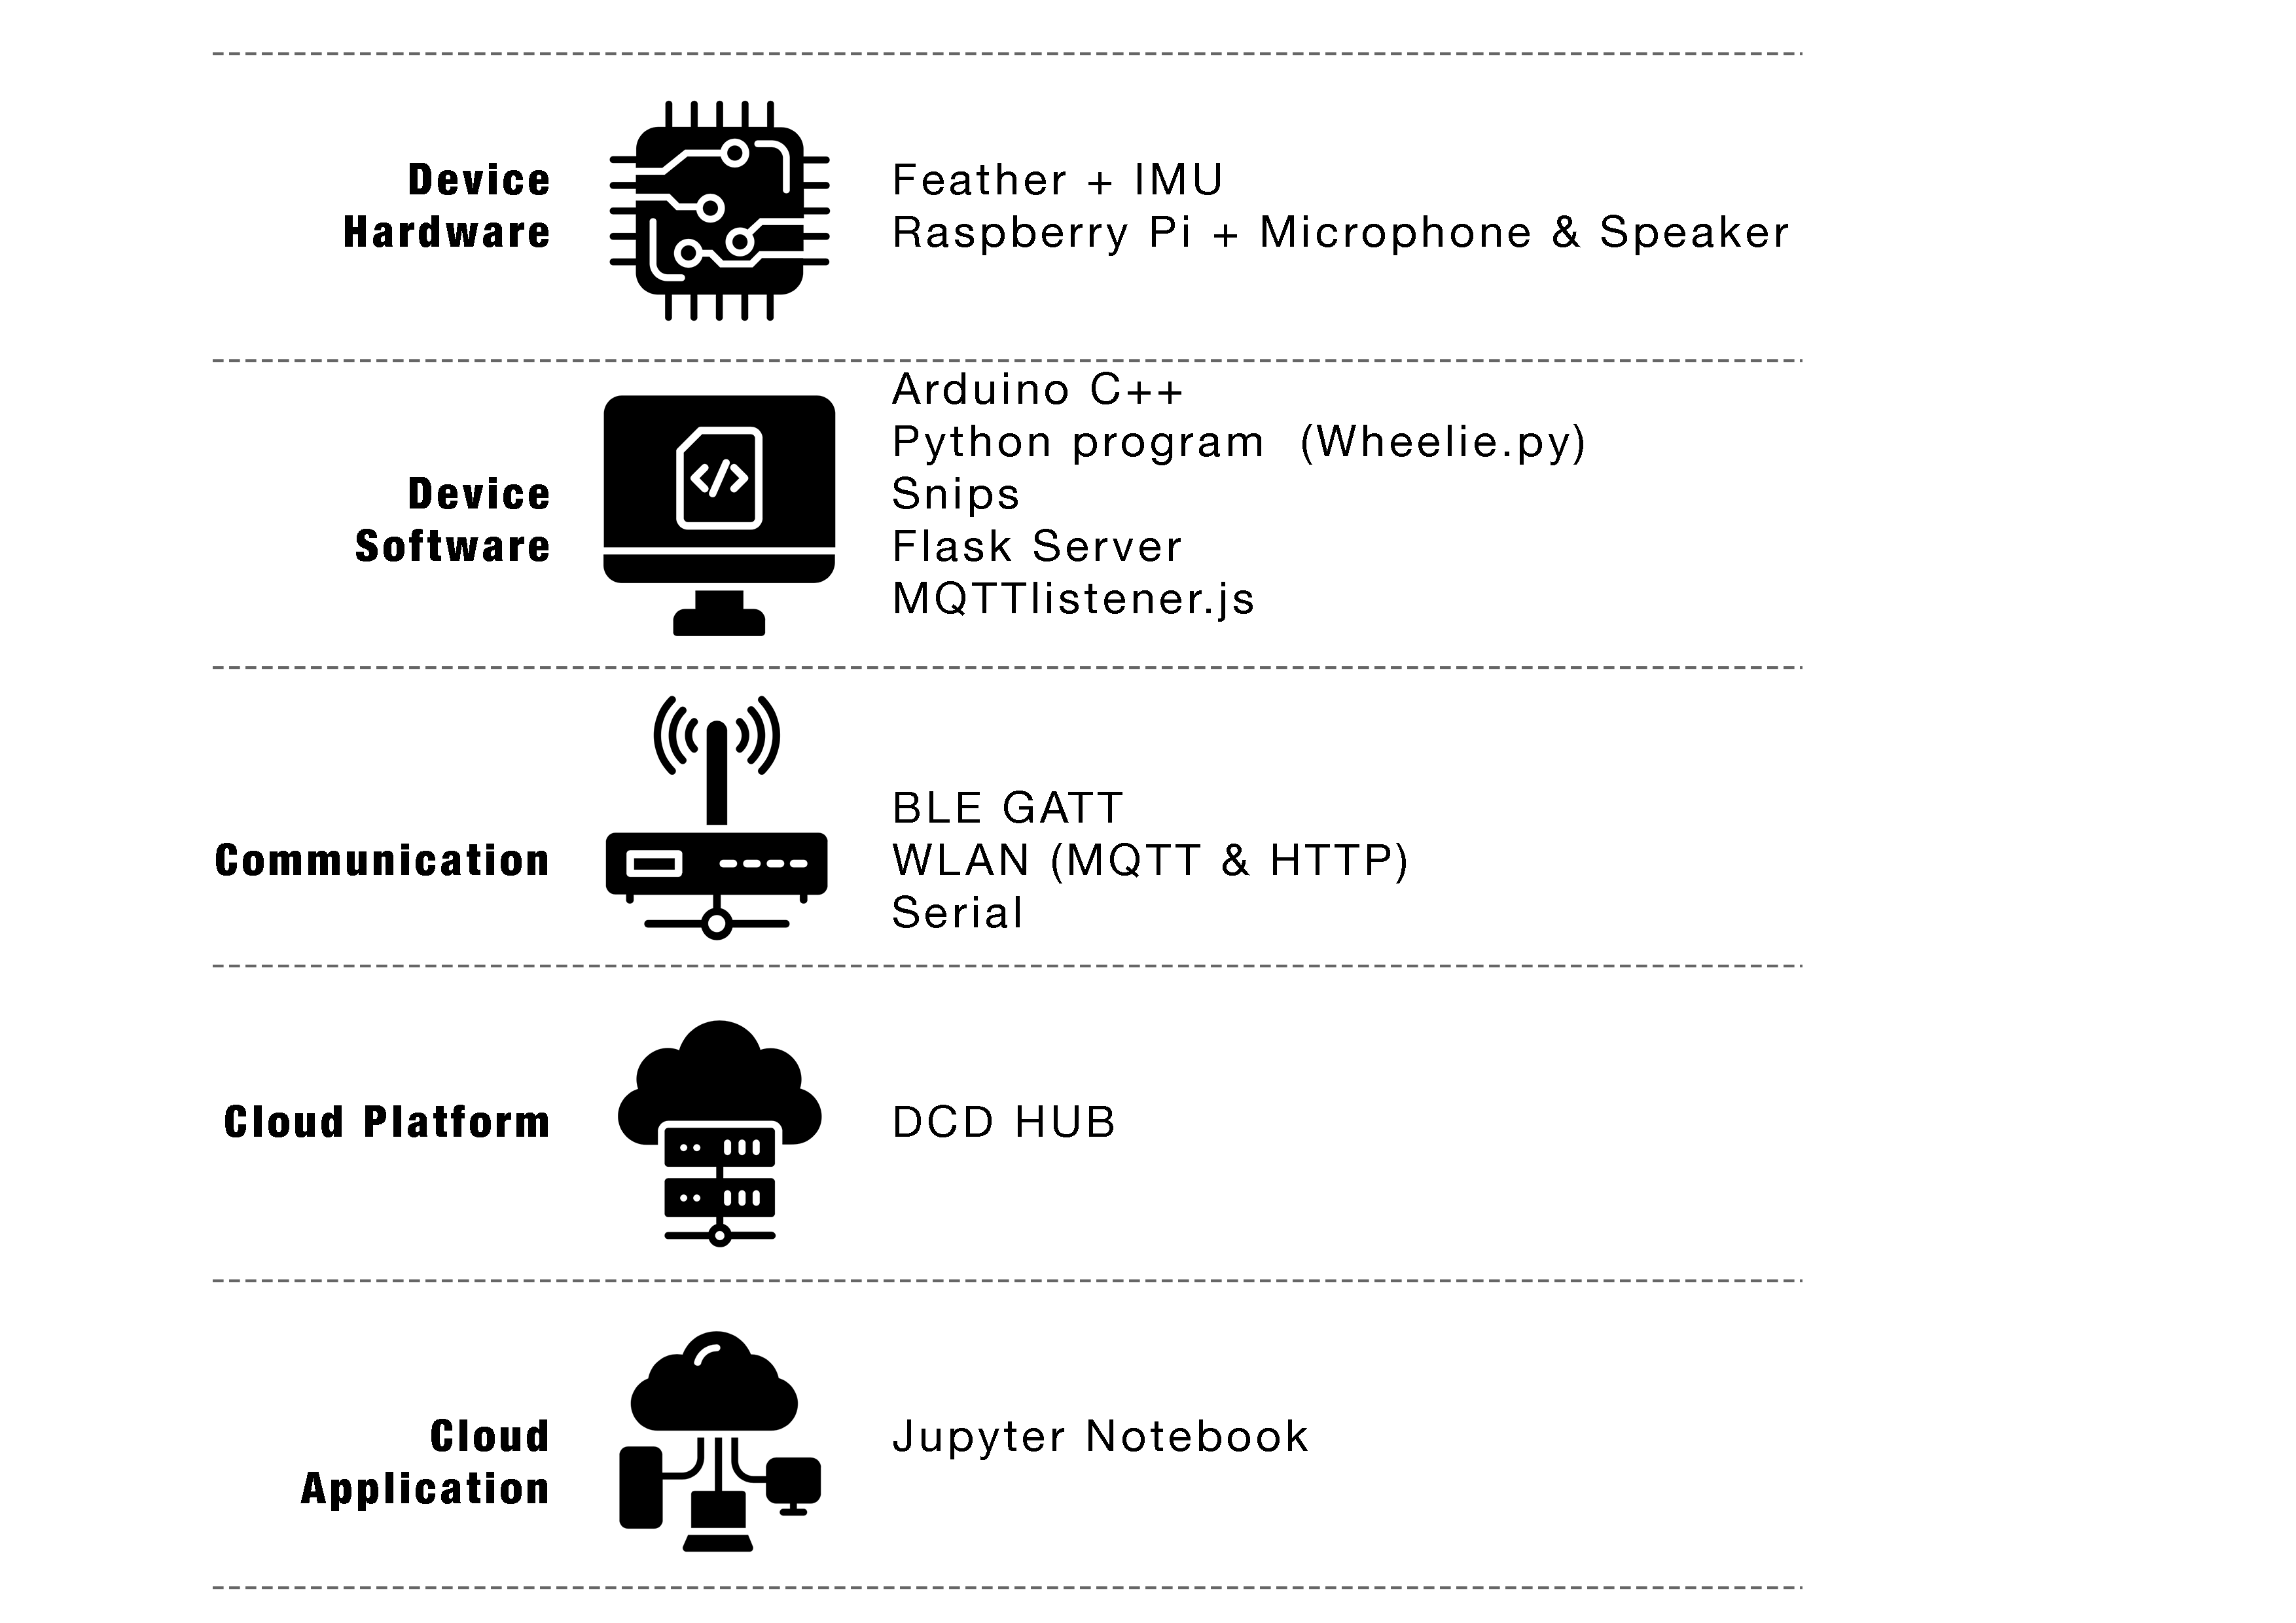 Device
Hardware
Feather + IMU
Raspberry Pi + Microphone & Speaker
Device
Software
Arduino C++
Python program  (Wheelie.py)
Snips
Flask Server
MQTTlistener.js
Communication
BLE GATT
WLAN (MQTT & HTTP)
Serial
Cloud Platform
DCD HUB
Cloud
Application
Jupyter Notebook